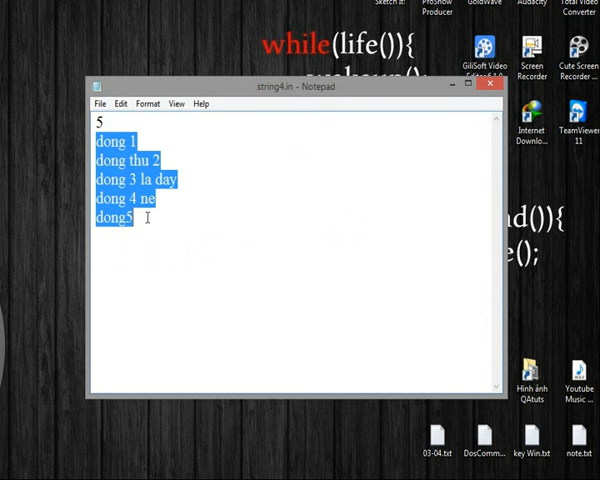 Sketch It!
ProShow Producer
GoldWave
Audacity
Total Video Converter
while(life()){
GiliSoft Video
Screen Recorder
Cute Screen Recorder ...
string4.in - Notepad
File Edit Format View Help
5
dong 1
dong thu 2
dong 3 la day
dong 4 ne
dong5
Internet Downlo...
TeamViewer 11
d()){
e();
Hình ảnh QAtuts
Youtube Music ...
03-04.txt
DosComm...
key Win.txt
note.txt